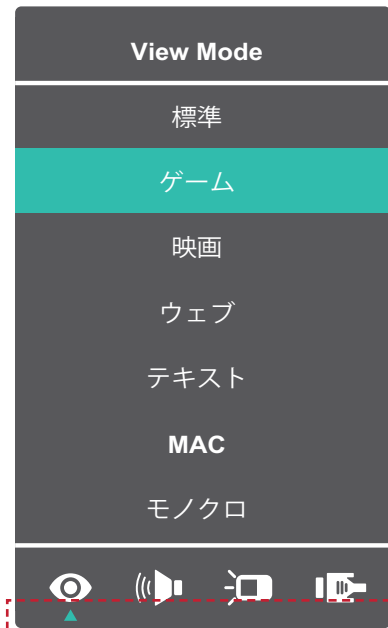 View Mode
標準
ゲーム
映画
ウェブ
テキスト
MAC
モノクロ